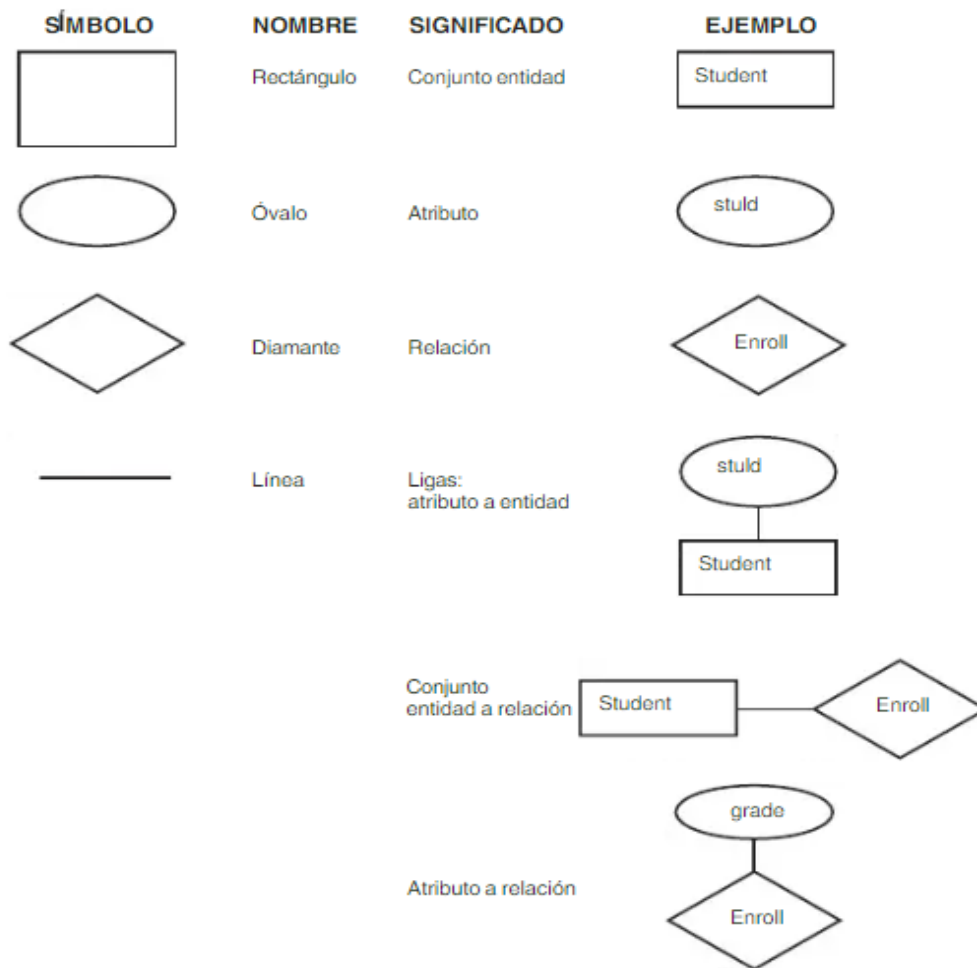 SÍMBOLO NOMBRE SIGNIFICADO EJEMPLO
Rectángulo Conjunto entidad Student
Óvalo Atributo stuId
Diamante Relación Enroll
Línea Ligas:
atributo a entidad
stuId
Student
Conjunto
entidad a relación
Student Enroll
grade
Atributo a relación
Enroll